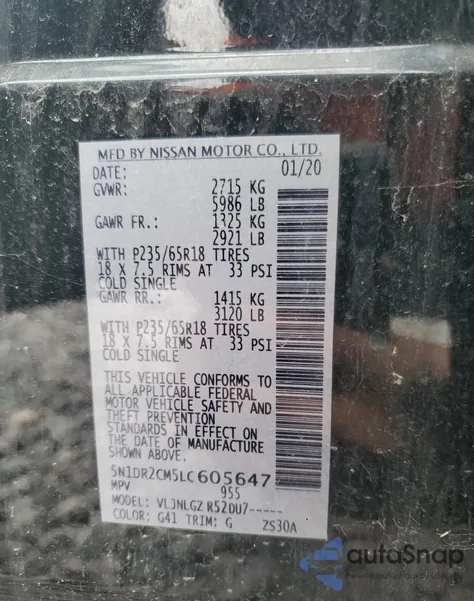 MFD BY NISSAN MOTOR CO., LTD.
DATE: 01/20
GVWR: 2715 KG
5986 LB
GAWR FR.: 1325 KG
2921 LB
WITH P235/65R18 TIRES
18 X 7.5 RIMS AT 33 PSI
COLD SINGLE
GAWR RR.: 1415 KG
3120 LB
WITH P235/65R18 TIRES
18 X 7.5 RIMS AT 33 PSI
COLD SINGLE
THIS VEHICLE CONFORMS TO
ALL APPLICABLE FEDERAL
MOTOR VEHICLE SAFETY AND
THEFT PREVENTION
STANDARDS IN EFFECT ON
THE DATE OF MANUFACTURE
SHOWN ABOVE.
5N1DR2CM5LC605647
MPV 955
MODEL: VLJNLGZ R52DU7-----
COLOR: G41 TRIM: G ZS30A
autoSnap